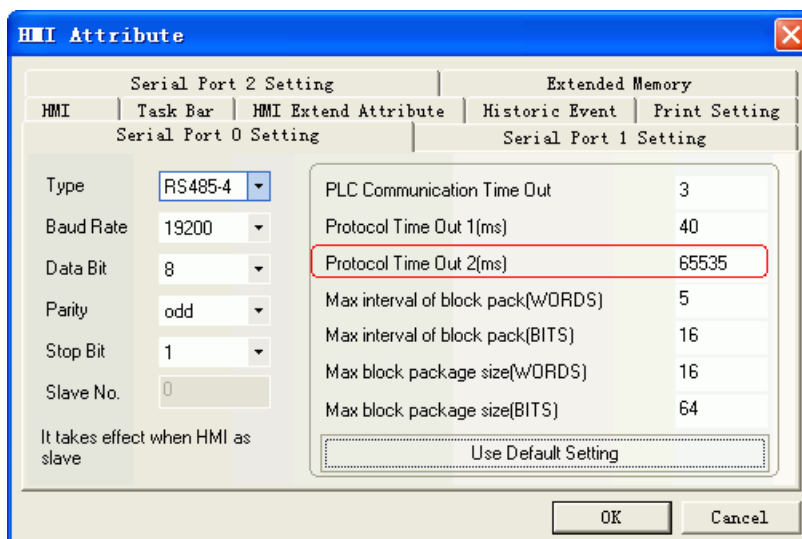 HMI Attribute
Serial Port 2 Setting Extended Memory
HMI Task Bar HMI Extend Attribute Historic Event Print Setting
Serial Port 0 Setting Serial Port 1 Setting
Type RS485-4
Baud Rate 19200
Data Bit 8
Parity odd
Stop Bit 1
Slave No. 0
It takes effect when HMI as
slave
PLC Communication Time Out 3
Protocol Time Out 1(ms) 40
Protocol Time Out 2(ms) 65535
Max interval of block pack(WORDS) 5
Max interval of block pack(BITS) 16
Max block package size(WORDS) 16
Max block package size(BITS) 64
Use Default Setting
OK Cancel